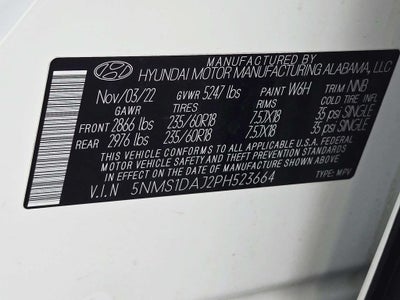 MANUFACTURED BY
HYUNDAI MOTOR MANUFACTURING ALABAMA, LLC
Nov/03/22 GVWR 5247 lbs PAINT W6H TRIM NNB
GAWR TIRES RIMS COLD TIRE INFL
FRONT 2866 lbs 235/60R18 7.5JX18 35 psi SINGLE
REAR 2976 lbs 235/60R18 7.5JX18 35 psi SINGLE
THIS VEHICLE CONFORMS TO ALL APPLICABLE U.S.A FEDERAL
MOTOR VEHICLE SAFETY STANDARDS IN EFFECT ON THE
DATE OF MANUFACTURE SHOWN ABOVE.
V.I.N 5NMS1DAJ2PH523664 TYPE: MPV